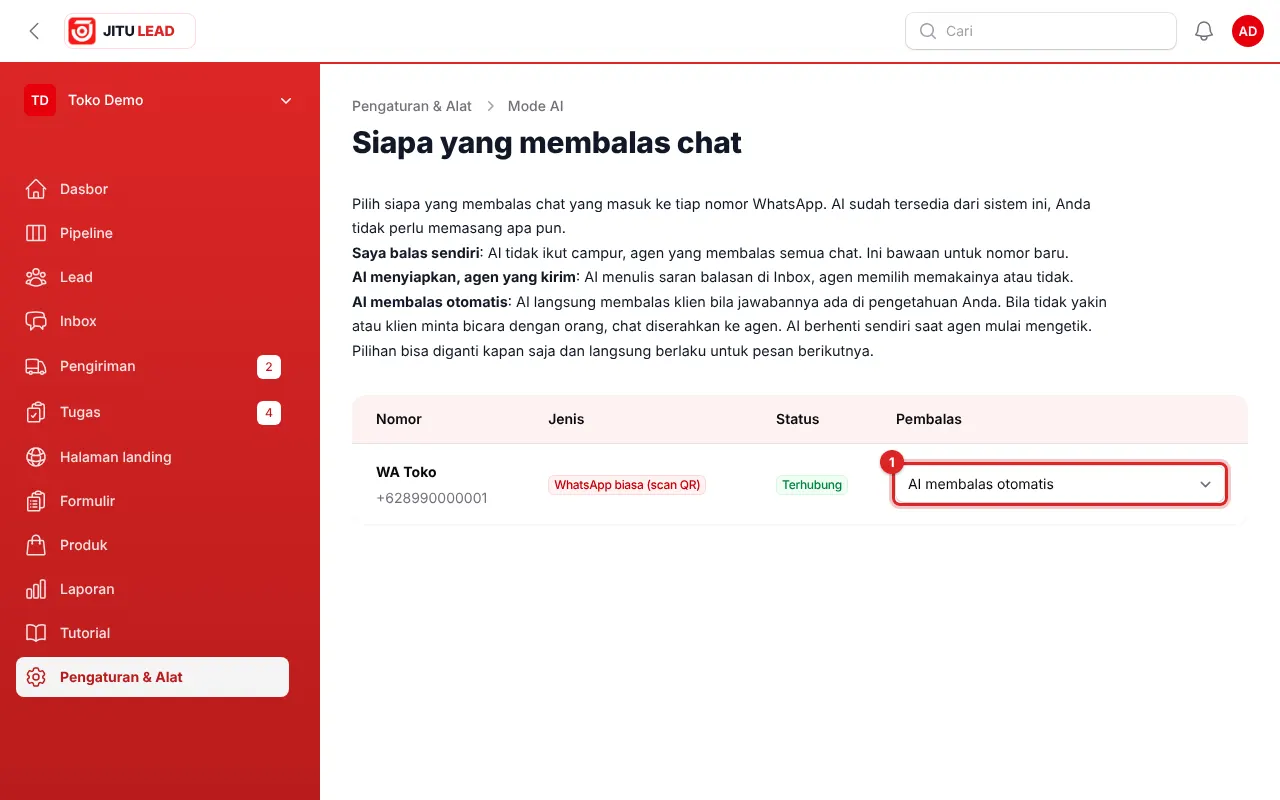 JITU LEAD
Cari
AD
TD
Toko Demo
Dasbor
Pipeline
Lead
Inbox
Pengiriman
2
Tugas
4
Halaman landing
Formulir
Produk
Laporan
Tutorial
Pengaturan & Alat
Pengaturan & Alat > Mode AI
Siapa yang membalas chat
Pilih siapa yang membalas chat yang masuk ke tiap nomor WhatsApp. AI sudah tersedia dari sistem ini, Anda
tidak perlu memasang apa pun.
Saya balas sendiri: AI tidak ikut campur, agen yang membalas semua chat. Ini bawaan untuk nomor baru.
AI menyiapkan, agen yang kirim: AI menulis saran balasan di Inbox, agen memilih memakainya atau tidak.
AI membalas otomatis: AI langsung membalas klien bila jawabannya ada di pengetahuan Anda. Bila tidak yakin
atau klien minta bicara dengan orang, chat diserahkan ke agen. AI berhenti sendiri saat agen mulai mengetik.
Pilihan bisa diganti kapan saja dan langsung berlaku untuk pesan berikutnya.
Nomor Jenis Status Pembalas
1
WA Toko
+628990000001
WhatsApp biasa (scan QR)
Terhubung
AI membalas otomatis